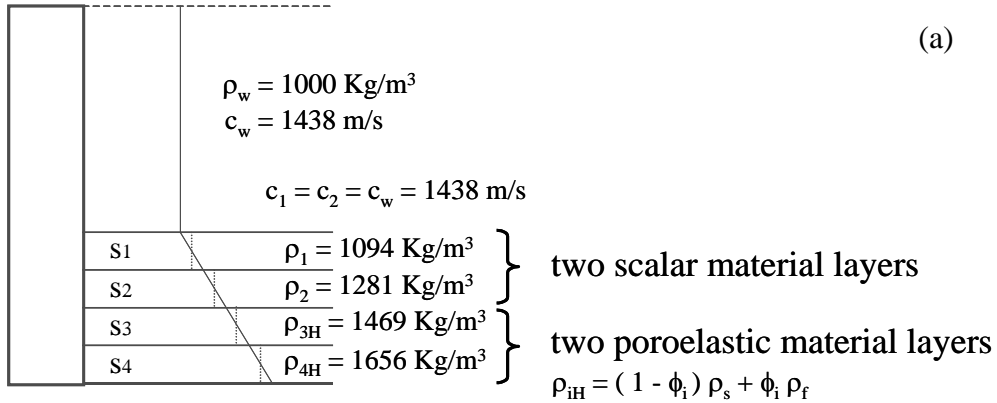 (a)
ρw = 1000 Kg/m³
cw = 1438 m/s
c1 = c2 = cw = 1438 m/s
S1 ρ1 = 1094 Kg/m³
S2 ρ2 = 1281 Kg/m³
two scalar material layers
S3 ρ3H = 1469 Kg/m³
S4 ρ4H = 1656 Kg/m³
two poroelastic material layers
ρiH = ( 1 - ϕi ) ρs + ϕi ρf